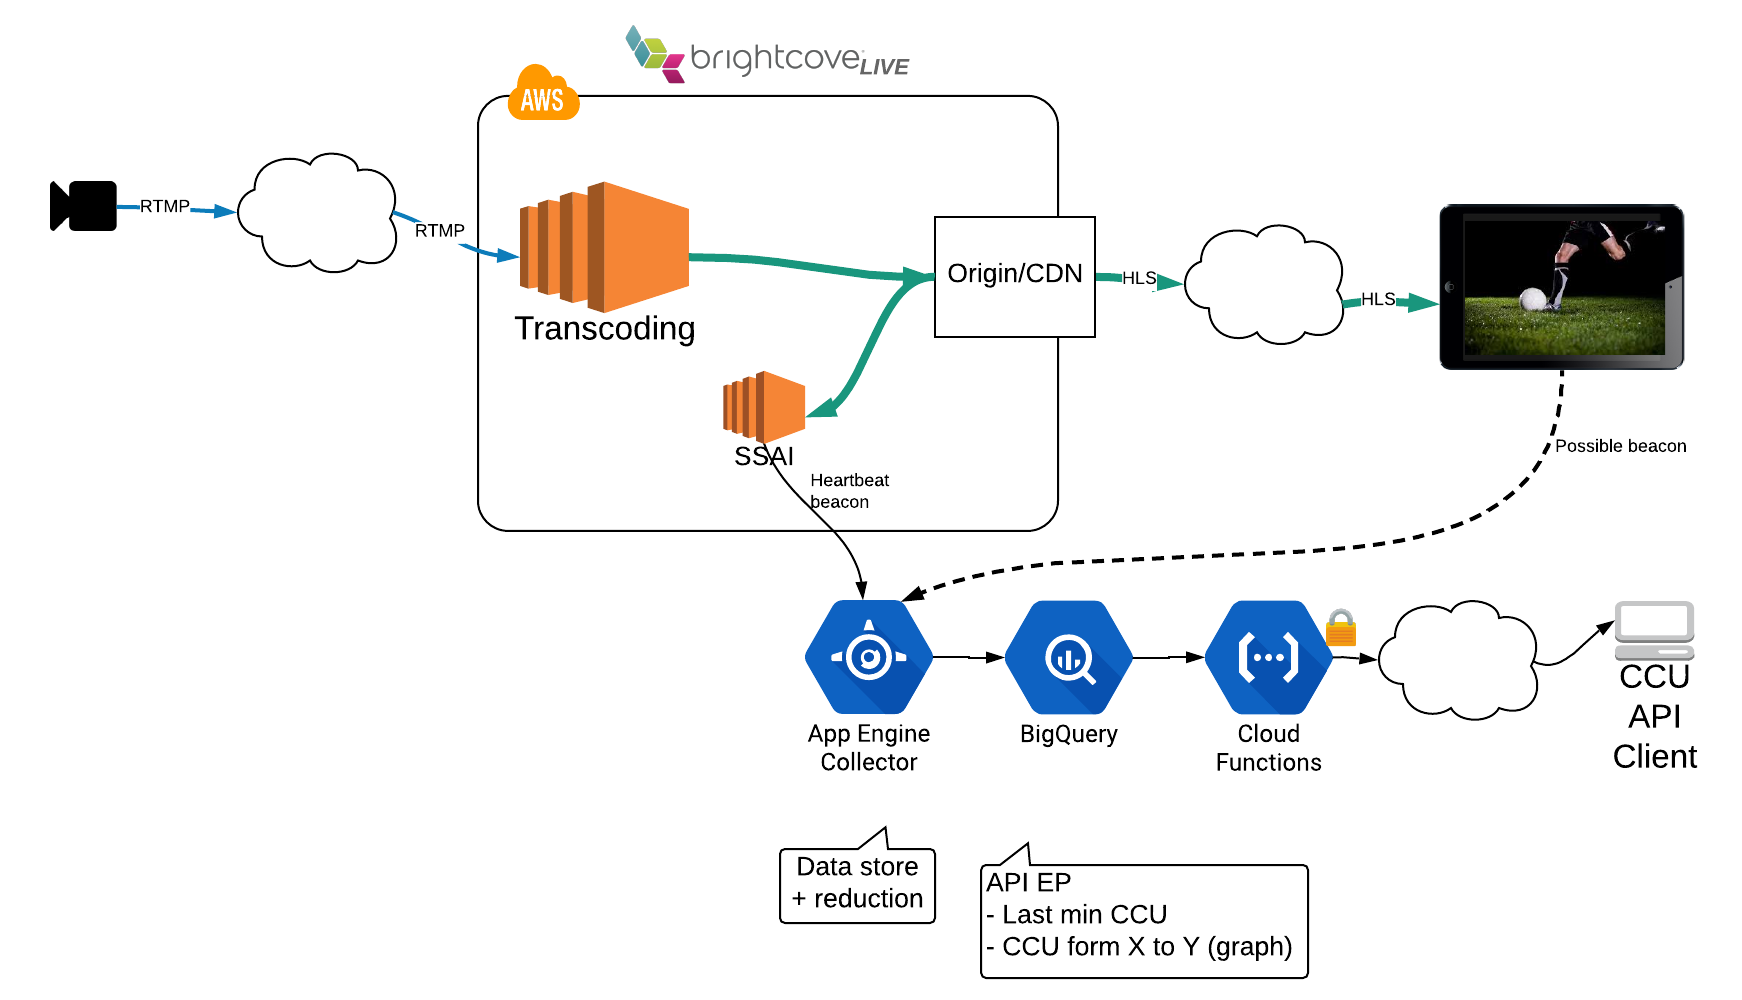 brightcove LIVE
AWS
RTMP
RTMP
Transcoding
Origin/CDN
HLS
HLS
SSAI
Heartbeat
beacon
Possible beacon
App Engine
Collector
BigQuery
Cloud
Functions
CCU
API
Client
Data store
+ reduction
API EP
- Last min CCU
- CCU form X to Y (graph)